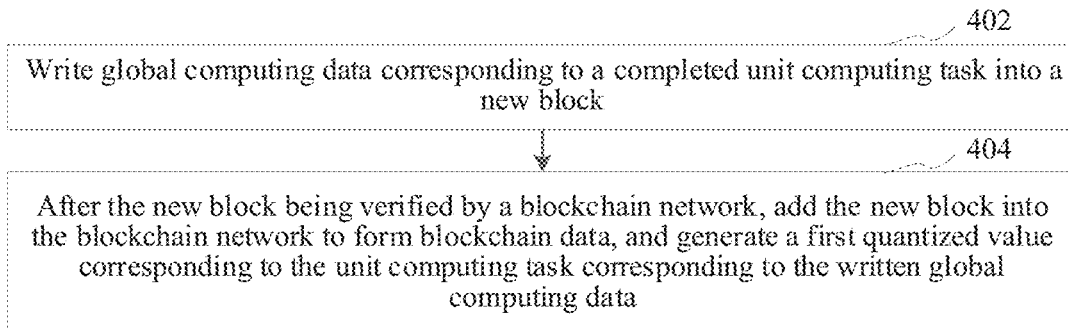 402
Write global computing data corresponding to a completed unit computing task into a
new block
404
After the new block being verified by a blockchain network, add the new block into
the blockchain network to form blockchain data, and generate a first quantized value
corresponding to the unit computing task corresponding to the written global
computing data